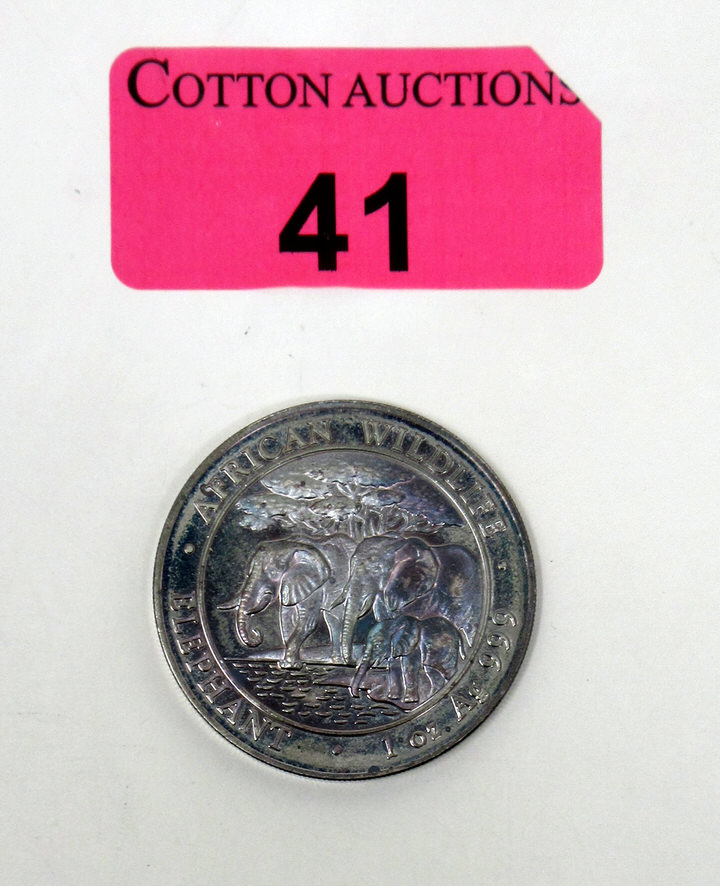 COTTON AUCTIONS
41
AFRICAN WILDLIFE
ELEPHANT
1 oz. Ag 999